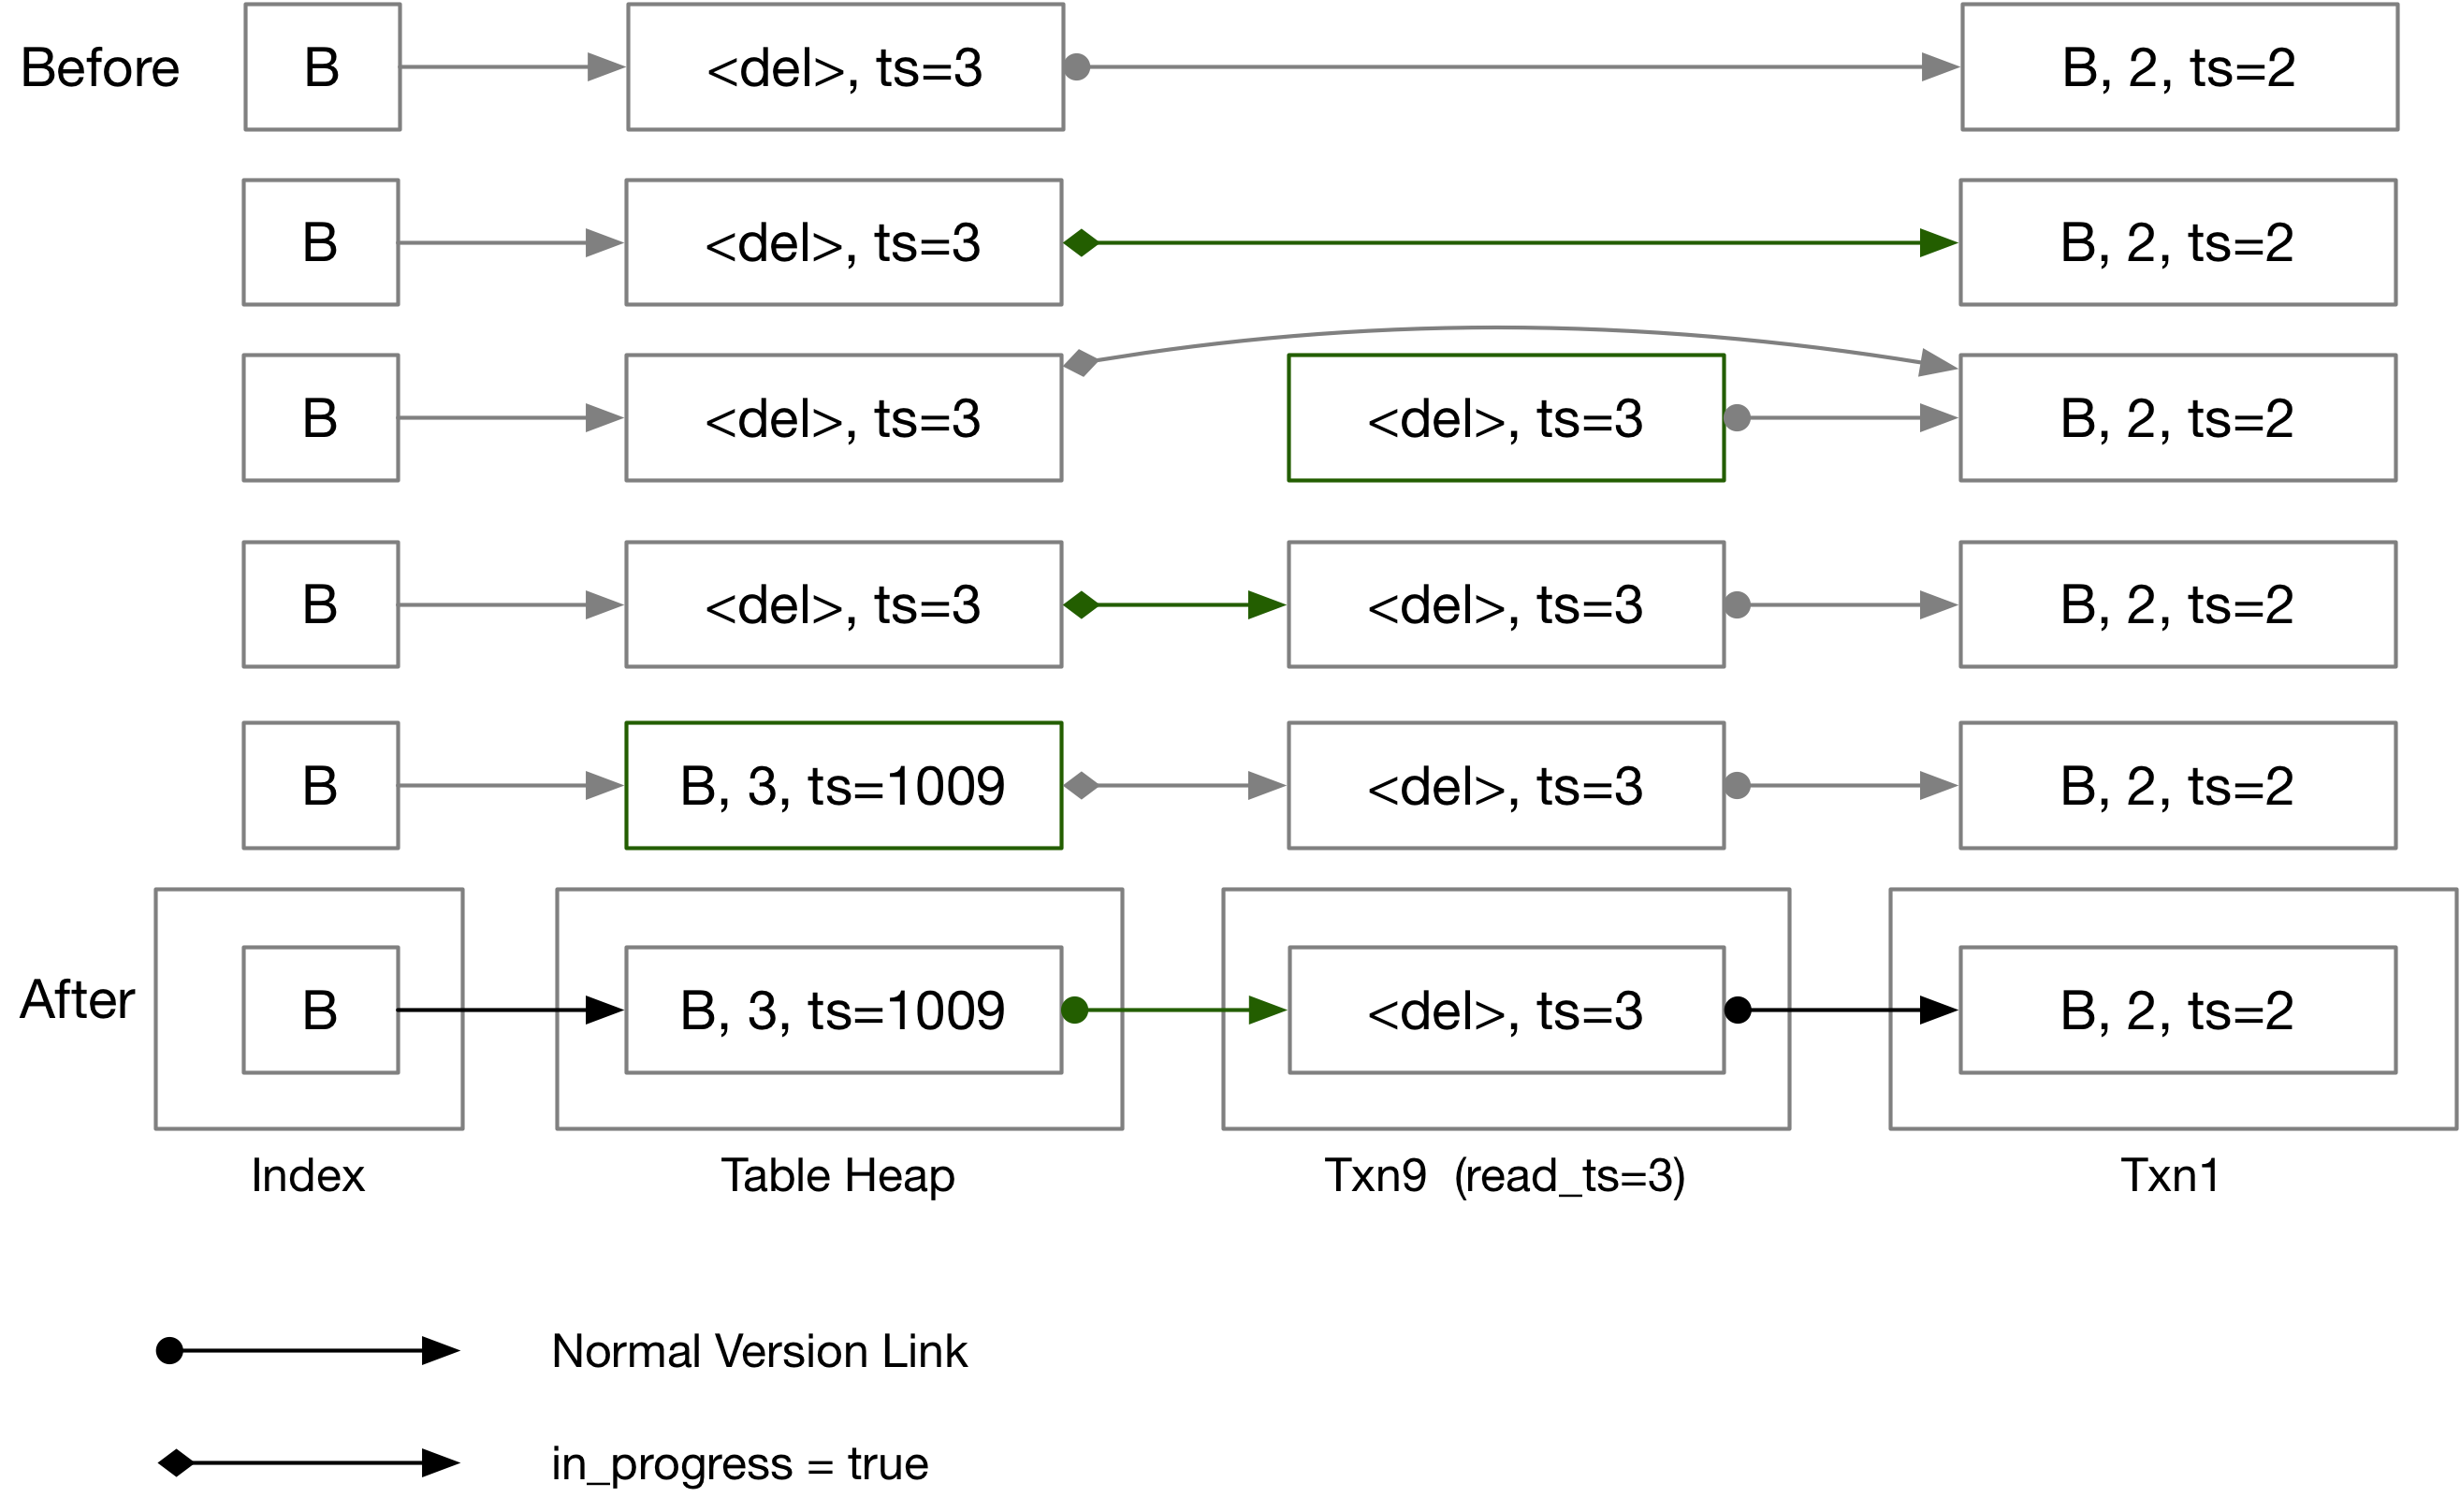 Before B <del>, ts=3 B, 2, ts=2
B <del>, ts=3 B, 2, ts=2
B <del>, ts=3 <del>, ts=3 B, 2, ts=2
B <del>, ts=3 <del>, ts=3 B, 2, ts=2
B B, 3, ts=1009 <del>, ts=3 B, 2, ts=2
After B B, 3, ts=1009 <del>, ts=3 B, 2, ts=2
Index Table Heap Txn9 (read_ts=3) Txn1
Normal Version Link
in_progress = true